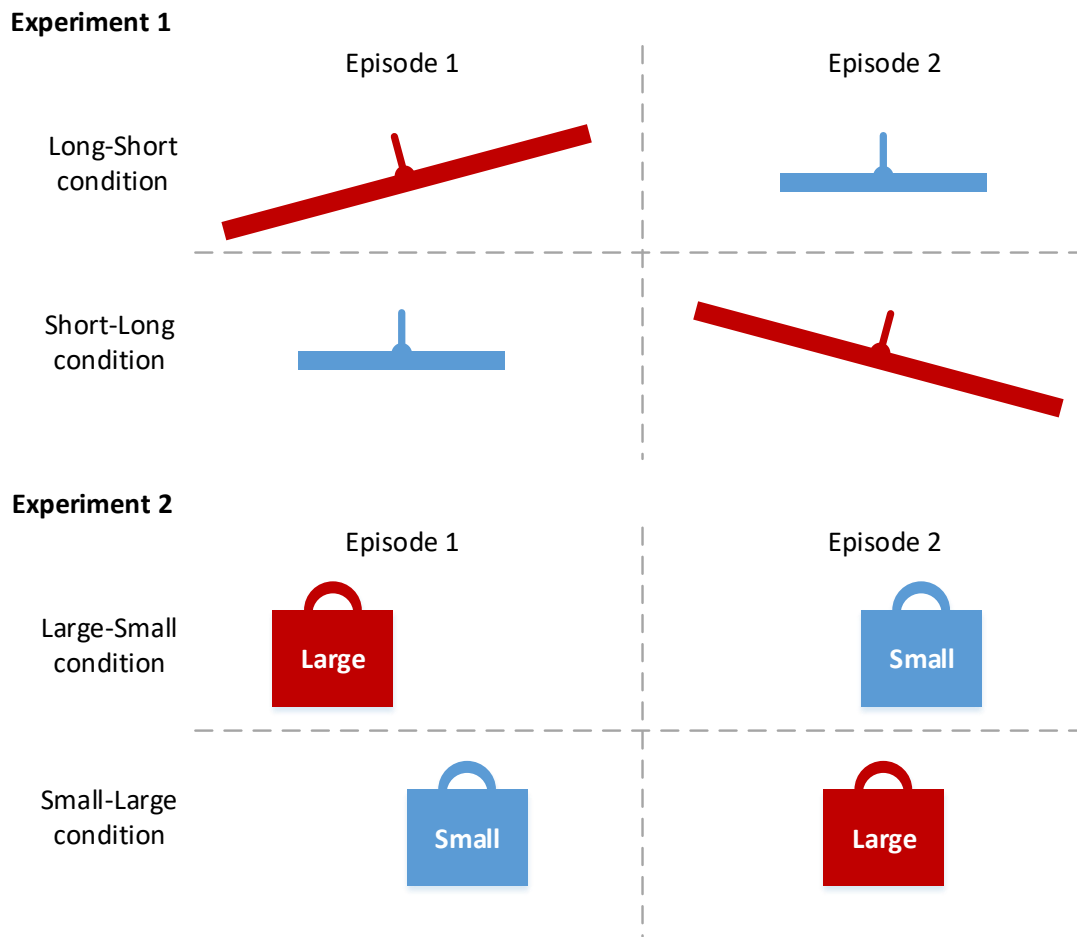 Experiment 1
Episode 1
Episode 2
Long-Short
condition
Short-Long
condition
Experiment 2
Episode 1
Episode 2
Large-Small
condition
Large
Small
Small-Large
condition
Small
Large